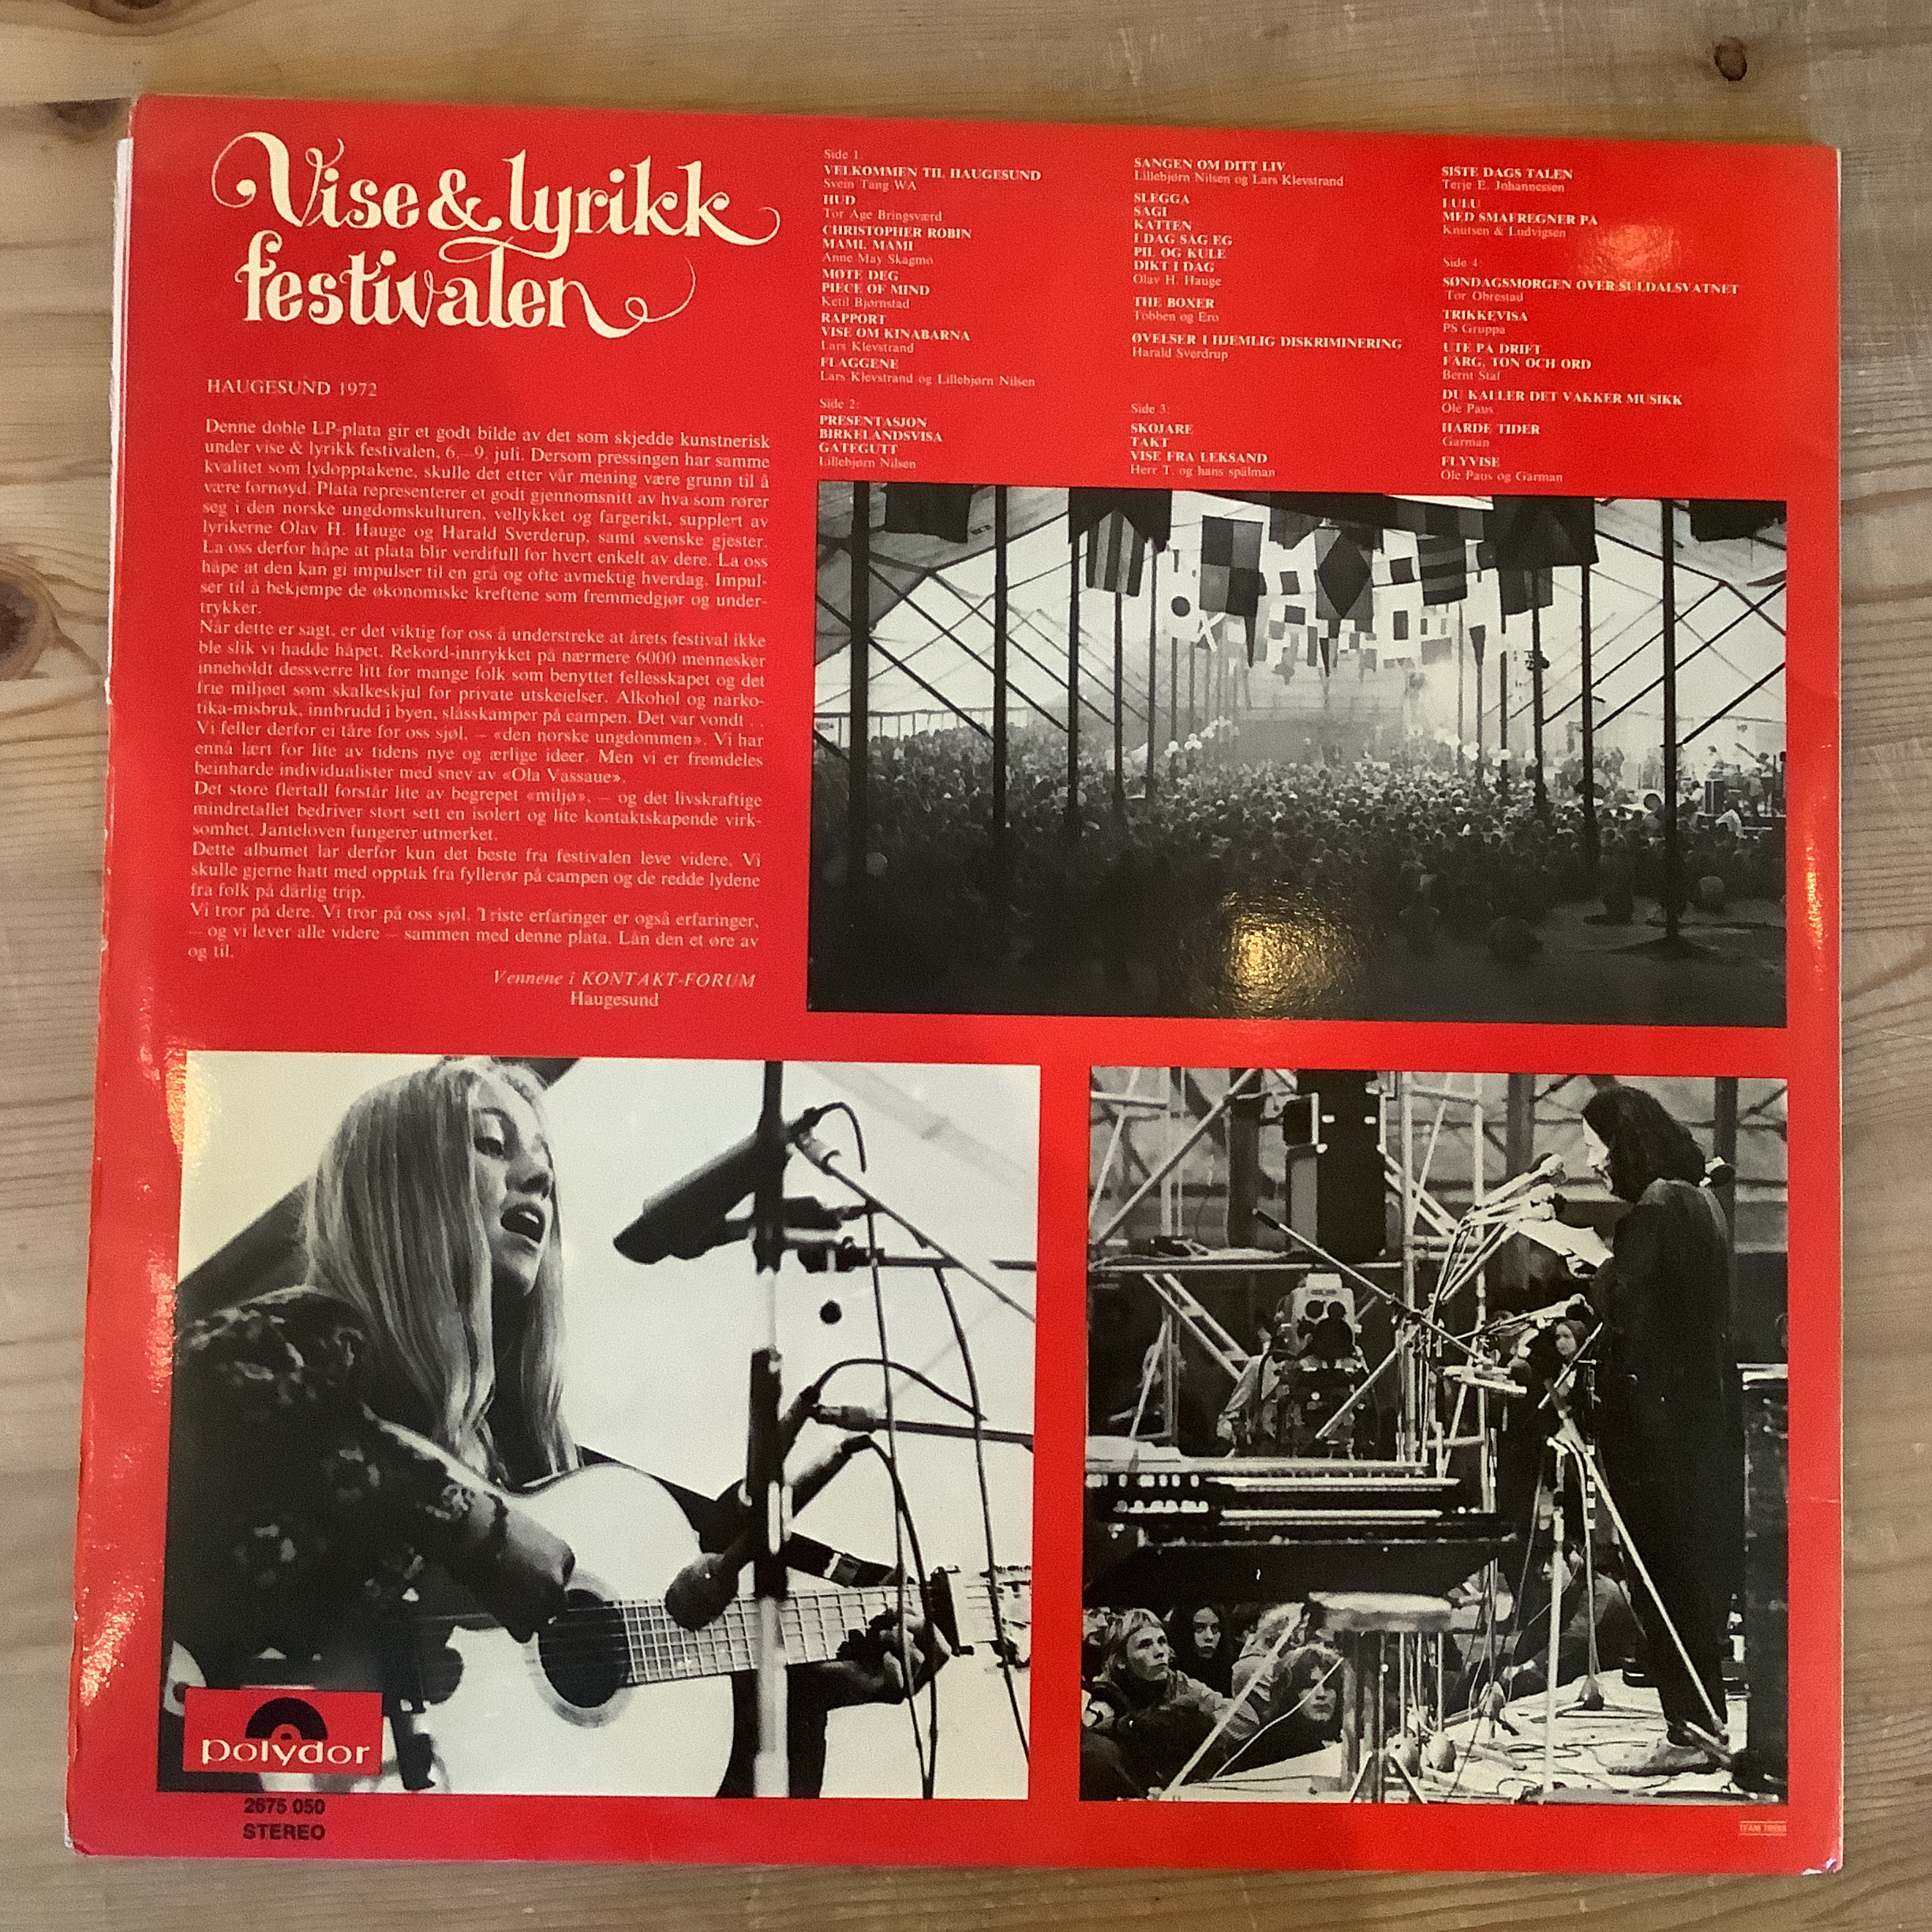 Vise & lyrikk
festivalen
HAUGESUND 1972
Denne doble LP-plata gir et godt bilde av det som skjedde kunstnerisk
under vise & lyrikk festivalen, 6.–9. juli. Dersom pressingen har samme
kvalitet som lydopptakene, skulle det etter vår mening være grunn til å
være fornøyd. Plata representerer et godt gjennomsnitt av hva som rører
seg i den norske ungdomskulturen, vellykket og fargerikt, supplert av
lyrikerne Olav H. Hauge og Harald Sverderup, samt svenske gjester.
La oss derfor håpe at plata blir verdifull for hvert enkelt av dere. La oss
håpe at den kan gi impulser til en grå og ofte avmektig hverdag. Impul-
ser til å bekjempe de økonomiske kreftene som fremmedgjør og under-
trykker.
Når dette er sagt, er det viktig for oss å understreke at årets festival ikke
ble slik vi hadde håpet. Rekord-innrykket på nærmere 6000 mennesker
inneholdt dessverre litt for mange folk som benyttet fellesskapet og det
frie miljøet som skalkeskjul for private utskeielser. Alkohol og narko-
tika-misbruk, innbrudd i byen, slåsskamper på campen. Det var vondt . .
Vi feller derfor ei tåre for oss sjøl, – «den norske ungdommen». Vi har
ennå lært for lite av tidens nye og ærlige ideer. Men vi er fremdeles
beinharde individualister med snev av «Ola Vassaue».
Det store flertall forstår lite av begrepet «miljø», – og det livskraftige
mindretallet bedriver stort sett en isolert og lite kontaktskapende virk-
somhet. Janteloven fungerer utmerket.
Dette albumet lar derfor kun det beste fra festivalen leve videre. Vi
skulle gjerne hatt med opptak fra fyllerør på campen og de redde lydene
fra folk på dårlig trip.
Vi tror på dere. Vi tror på oss sjøl. Triste erfaringer er også erfaringer,
– og vi lever alle videre – sammen med denne plata. Lån den et øre av
og til.
Vennene i KONTAKT-FORUM
Haugesund
Side 1:
VELKOMMEN TIL HAUGESUND
Svein Tang WA
HUD
Tor Åge Bringsværd
CHRISTOPHER ROBIN
MAMI, MAMI
Anne May Skagmo
MØTE DEG
PIECE OF MIND
Ketil Bjørnstad
RAPPORT
VISE OM KINABARNA
Lars Klevstrand
FLAGGENE
Lars Klevstrand og Lillebjørn Nilsen
Side 2:
PRESENTASJON
BIRKELANDSVISA
GATEGUTT
Lillebjørn Nilsen
SANGEN OM DITT LIV
Lillebjørn Nilsen og Lars Klevstrand
SLEGGA
SAGI
KATTEN
I DAG SÅG EG
PIL OG KULE
DIKT I DAG
Olav H. Hauge
THE BOXER
Tobben og Ero
ØVELSER I HJEMLIG DISKRIMINERING
Harald Sverdrup
Side 3:
SKOJARE
TAKT
VISE FRA LEKSAND
Herr T. og hans spälman
SISTE DAGS TALEN
Terje E. Johannessen
LULU
MED SMÅFREGNER PÅ
Knutsen & Ludvigsen
Side 4:
SØNDAGSMORGEN OVER SULDALSVATNET
Tor Obrestad
TRIKKEVISA
PS Gruppa
UTE PÅ DRIFT
FÄRG, TON OCH ORD
Bernt Staf
DU KALLER DET VAKKER MUSIKK
Ole Paus
HARDE TIDER
Garman
FLYVISE
Ole Paus og Garman
polydor
2675 050
STEREO